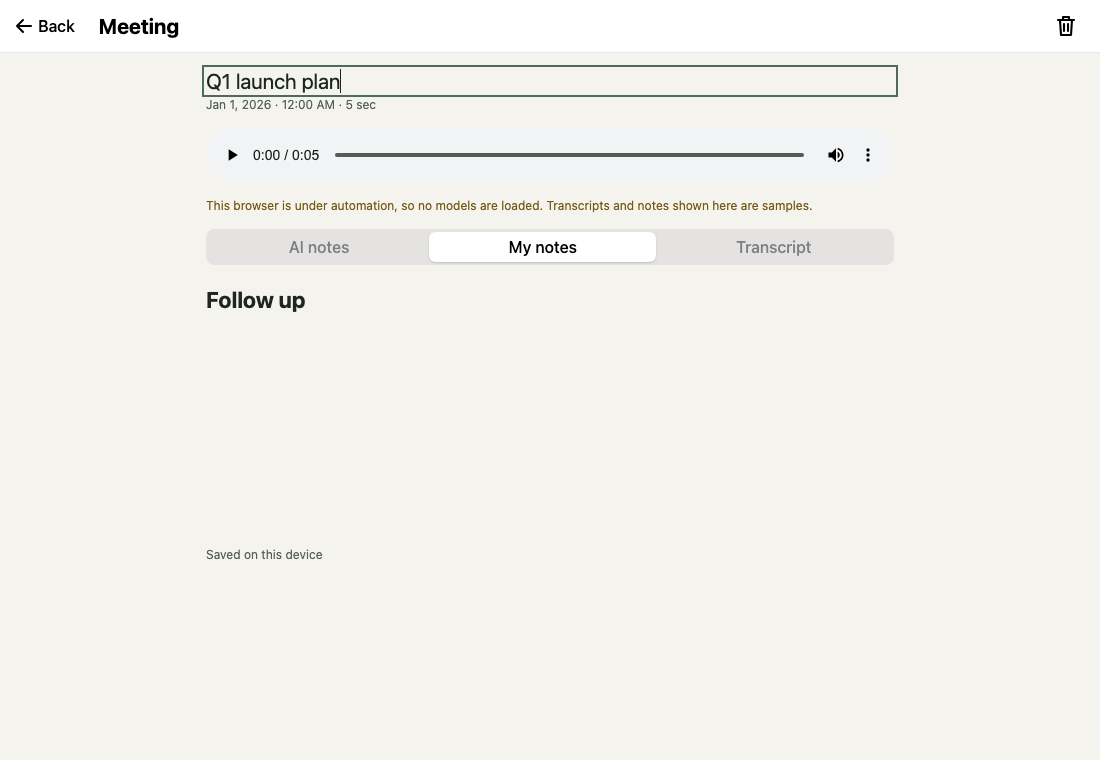 Back Meeting
Q1 launch plan
Jan 1, 2026 · 12:00 AM · 5 sec
0:00 / 0:05
This browser is under automation, so no models are loaded. Transcripts and notes shown here are samples.
AI notes My notes Transcript
Follow up
Saved on this device